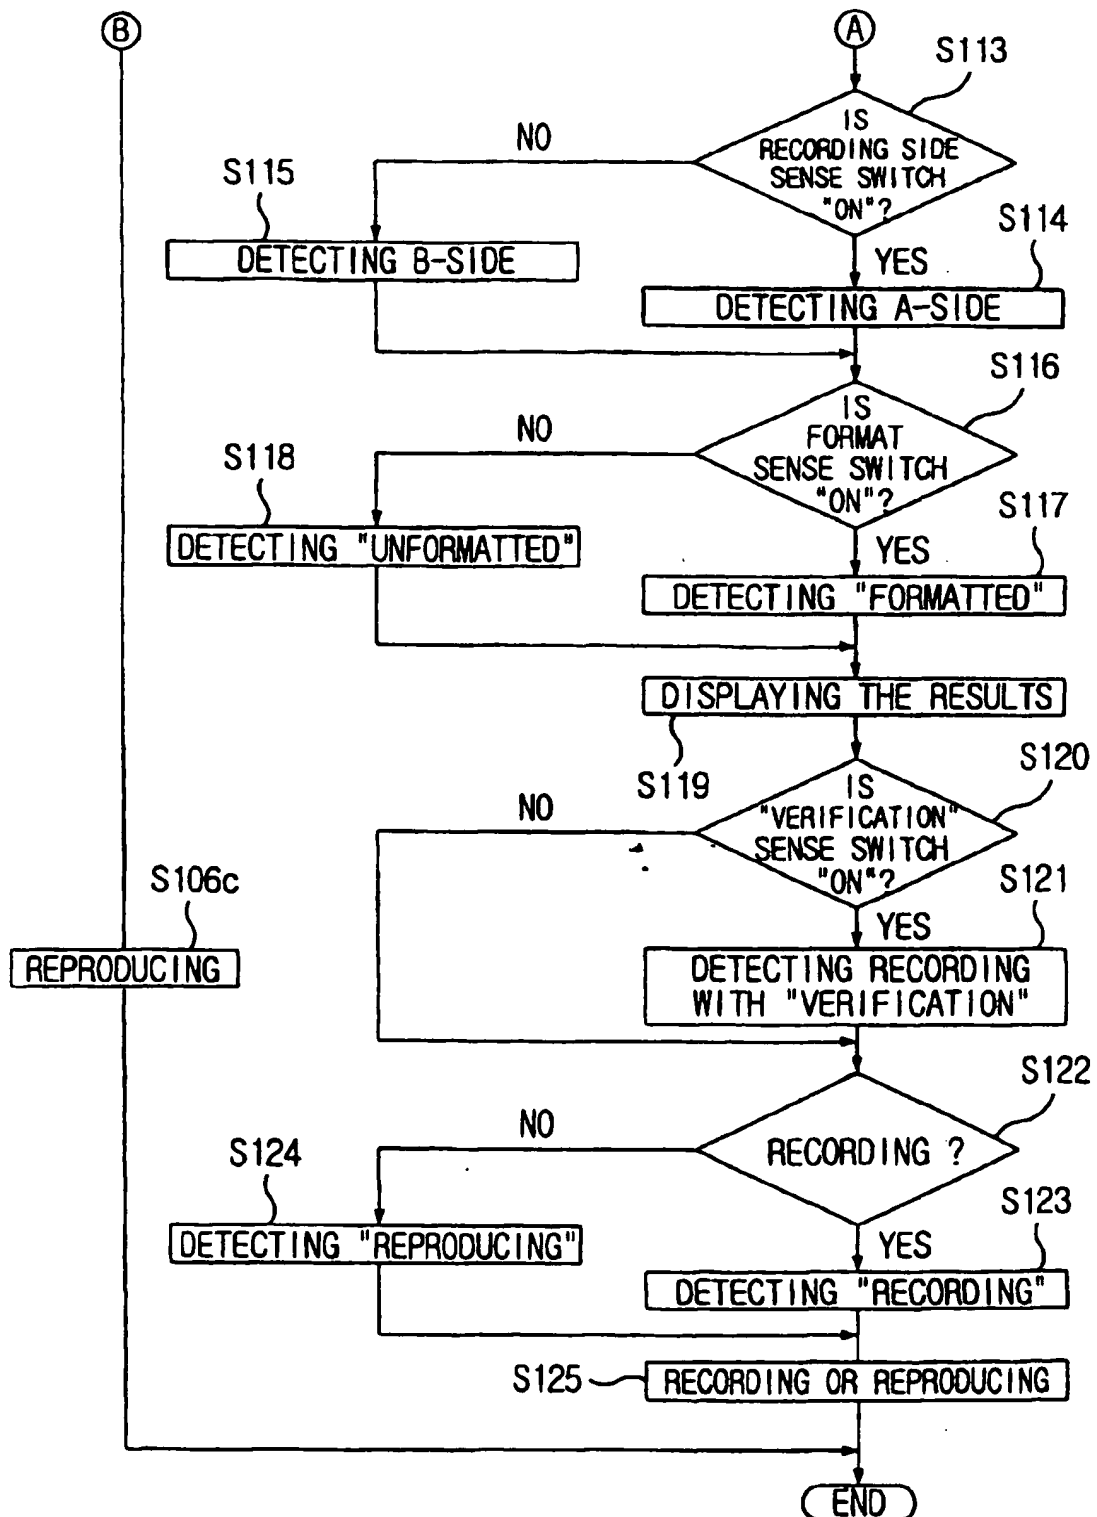 B
A
S113
IS
RECORDING SIDE
SENSE SWITCH
"ON"?
NO
S115
DETECTING B-SIDE
YES
S114
DETECTING A-SIDE
S116
IS
FORMAT
SENSE SWITCH
"ON"?
NO
S118
DETECTING "UNFORMATTED"
YES
S117
DETECTING "FORMATTED"
DISPLAYING THE RESULTS
S119
S120
IS
"VERIFICATION"
SENSE SWITCH
"ON"?
NO
S106c
REPRODUCING
YES
S121
DETECTING RECORDING
WITH "VERIFICATION"
S122
RECORDING ?
NO
S124
DETECTING "REPRODUCING"
YES
S123
DETECTING "RECORDING"
S125
RECORDING OR REPRODUCING
END